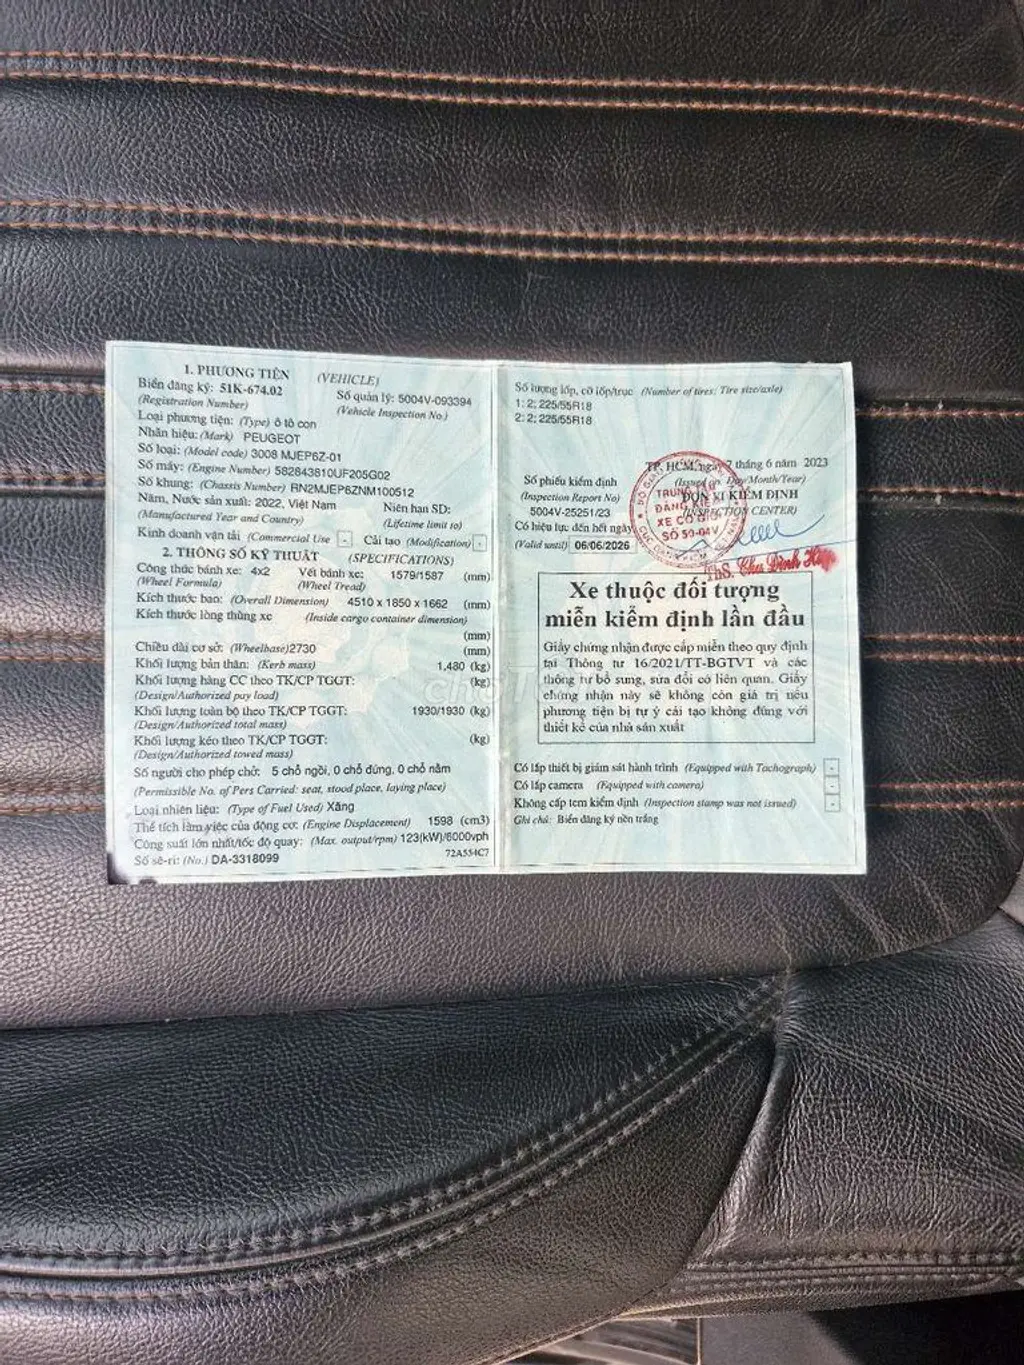 1. PHƯƠNG TIỆN (VEHICLE)
Biển đăng ký: 51K-674.02 Số quản lý: 5004V-093394
(Registration Number) (Vehicle Inspection No.)
Loại phương tiện: (Type) ô tô con
Nhãn hiệu: (Mark) PEUGEOT
Số loại: (Model code) 3008 MJEP6Z-01
Số máy: (Engine Number) 582843810UF205G02
Số khung: (Chassis Number) RN2MJEP6ZNM100512
Năm, Nước sản xuất: 2022, Việt Nam Niên hạn SD:
(Manufactured Year and Country) (Lifetime limit to)
Kinh doanh vận tải (Commercial Use - Cải tạo (Modification) -
2. THÔNG SỐ KỸ THUẬT (SPECIFICATIONS)
Công thức bánh xe: 4x2 Vết bánh xe: 1579/1587 (mm)
(Wheel Formula) (Wheel Tread)
Kích thước bao: (Overall Dimension) 4510 x 1850 x 1662 (mm)
Kích thước lòng thùng xe (Inside cargo container dimension)
(mm)
Chiều dài cơ sở: (Wheelbase) 2730 (mm)
Khối lượng bản thân: (Kerb mass) 1,480 (kg)
Khối lượng hàng CC theo TK/CP TGGT: (kg)
(Design/Authorized pay load)
Khối lượng toàn bộ theo TK/CP TGGT: 1930/1930 (kg)
(Design/Authorized total mass)
Khối lượng kéo theo TK/CP TGGT: (kg)
(Design/Authorized towed mass)
Số người cho phép chở: 5 chỗ ngồi, 0 chỗ đứng, 0 chỗ nằm
(Permissible No. of Pers Carried: seat, stood place, laying place)
Loại nhiên liệu: (Type of Fuel Used) Xăng
Thể tích làm việc của động cơ: (Engine Displacement) 1598 (cm3)
Công suất lớn nhất/tốc độ quay: (Max. output/rpm) 123(kW)/6000vph
Số sê-ri: (No.) DA-3318099 72A554C7
Số lượng lốp, cỡ lốp/trục (Number of tires: Tire size/axle)
1: 2; 225/55R18
2: 2; 225/55R18
TP. HCM, ngày 7 tháng 6 năm 2023
Số phiếu kiểm định (Issued on: Day/Month/Year)
(Inspection Report No) ĐƠN VỊ KIỂM ĐỊNH
5004V-25251/23 (INSPECTION CENTER)
Có hiệu lực đến hết ngày
(Valid until) 06/06/2026
TRUNG TÂM
ĐĂNG KIỂM
XE CƠ GIỚI
SỐ 50-04V
ThS. Chu Đình
Xe thuộc đối tượng
miễn kiểm định lần đầu
Giấy chứng nhận được cấp miễn theo quy định
tại Thông tư 16/2021/TT-BGTVT và các
thông tư bổ sung, sửa đổi có liên quan. Giấy
chứng nhận này sẽ không còn giá trị nếu
phương tiện bị tự ý cải tạo không đúng với
thiết kế của nhà sản xuất
Có lắp thiết bị giám sát hành trình (Equipped with Tachograph) -
Có lắp camera (Equipped with camera) -
Không cấp tem kiểm định (Inspection stamp was not issued) -
Ghi chú: Biển đăng ký nền trắng